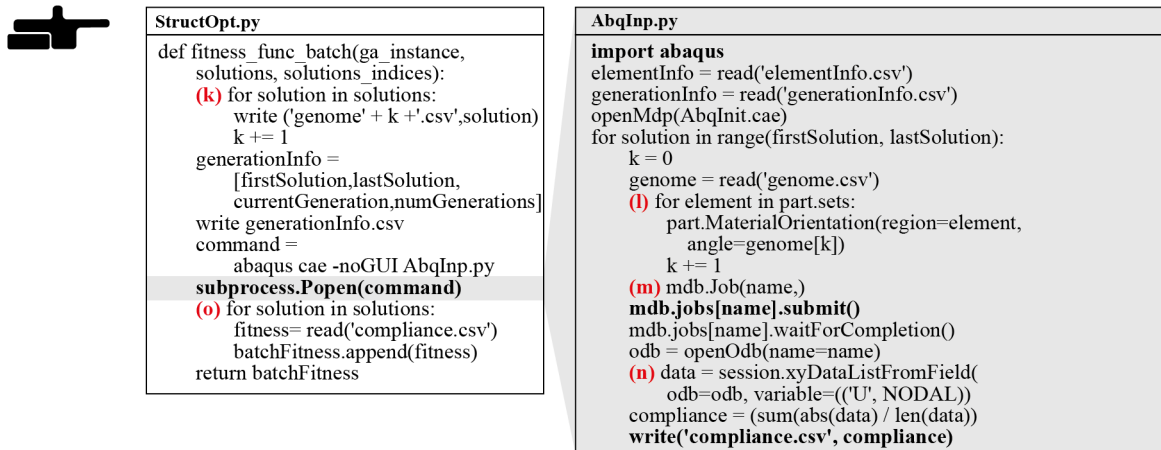 StructOpt.py
def fitness_func_batch(ga_instance,
solutions, solutions_indices):
(k) for solution in solutions:
write ('genome' + k +'.csv',solution)
k += 1
generationInfo =
[firstSolution,lastSolution,
currentGeneration,numGenerations]
write generationInfo.csv
command =
abaqus cae -noGUI AbqInp.py
subprocess.Popen(command)
(o) for solution in solutions:
fitness= read('compliance.csv')
batchFitness.append(fitness)
return batchFitness
AbqInp.py
import abaqus
elementInfo = read('elementInfo.csv')
generationInfo = read('generationInfo.csv')
openMdp(AbqInit.cae)
for solution in range(firstSolution, lastSolution):
k = 0
genome = read('genome.csv')
(l) for element in part.sets:
part.MaterialOrientation(region=element,
angle=genome[k])
k += 1
(m) mdb.Job(name,)
mdb.jobs[name].submit()
mdb.jobs[name].waitForCompletion()
odb = openOdb(name=name)
(n) data = session.xyDataListFromField(
odb=odb, variable=(('U', NODAL))
compliance = (sum(abs(data) / len(data))
write('compliance.csv', compliance)